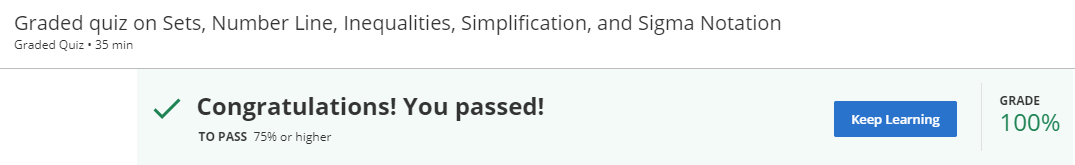 Graded quiz on Sets, Number Line, Inequalities, Simplification, and Sigma Notation
Graded Quiz • 35 min
Congratulations! You passed!
TO PASS 75% or higher
Keep Learning
GRADE
100%